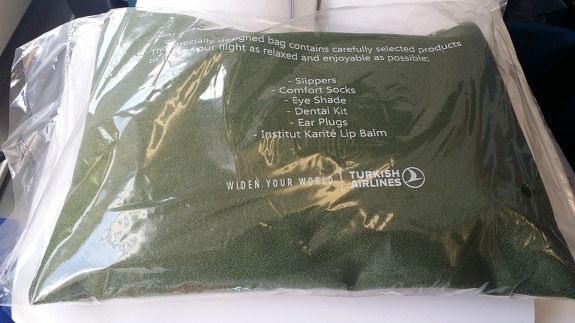 specially designed bag contains carefully selected products
flight as relaxed and enjoyable as possible;
- Slippers
- Comfort Socks
- Eye Shade
- Dental Kit
- Ear Plugs
- Institut Karité Lip Balm
WIDEN YOUR WORLD | TURKISH
AIRLINES